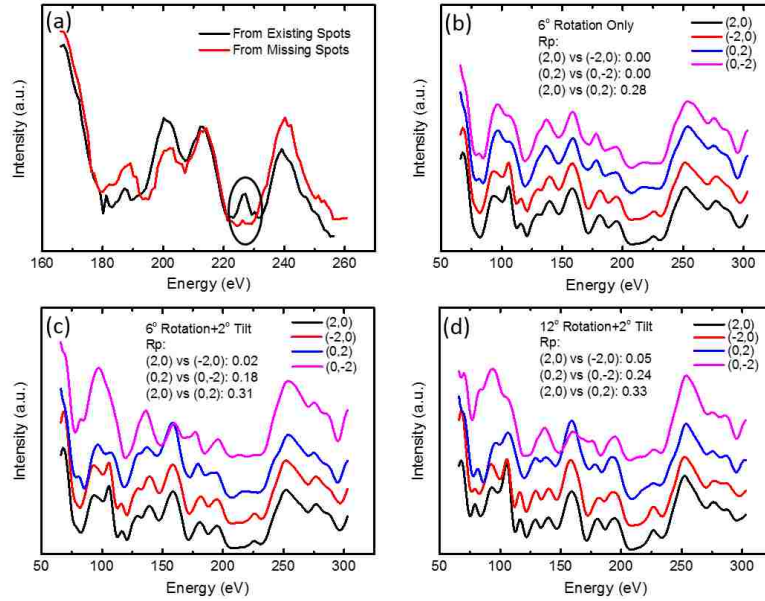 (a)
From Existing Spots
From Missing Spots
Intensity (a.u.)
160 180 200 220 240 260
Energy (eV)
(b)
6° Rotation Only
Rp:
(2,0) vs (-2,0): 0.00
(0,2) vs (0,-2): 0.00
(2,0) vs (0,2): 0.28
(2,0)
(-2,0)
(0,2)
(0,-2)
Intensity (a.u.)
50 100 150 200 250 300
Energy (eV)
(c)
6° Rotation+2° Tilt
Rp:
(2,0) vs (-2,0): 0.02
(0,2) vs (0,-2): 0.18
(2,0) vs (0,2): 0.31
(2,0)
(-2,0)
(0,2)
(0,-2)
Intensity (a.u.)
50 100 150 200 250 300
Energy (eV)
(d)
12° Rotation+2° Tilt
Rp:
(2,0) vs (-2,0): 0.05
(0,2) vs (0,-2): 0.24
(2,0) vs (0,2): 0.33
(2,0)
(-2,0)
(0,2)
(0,-2)
Intensity (a.u.)
50 100 150 200 250 300
Energy (eV)